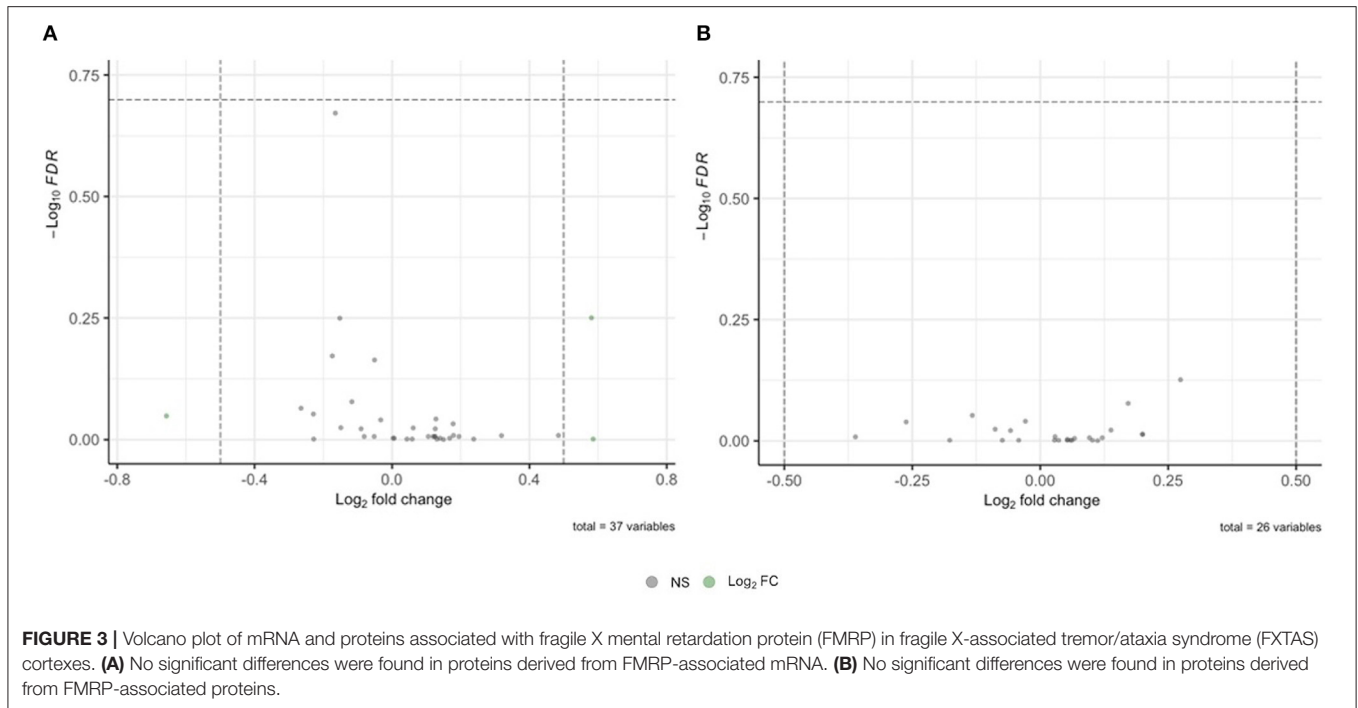 A
B
0.75
0.50
0.25
0.00
-Log10 FDR
-0.8
-0.4
0.0
0.4
0.8
Log2 fold change
total = 37 variables
0.75
0.50
0.25
0.00
-Log10 FDR
-0.50
-0.25
0.00
0.25
0.50
Log2 fold change
total = 26 variables
NS
Log2 FC
FIGURE 3 | Volcano plot of mRNA and proteins associated with fragile X mental retardation protein (FMRP) in fragile X-associated tremor/ataxia syndrome (FXTAS)
cortexes. (A) No significant differences were found in proteins derived from FMRP-associated mRNA. (B) No significant differences were found in proteins derived
from FMRP-associated proteins.